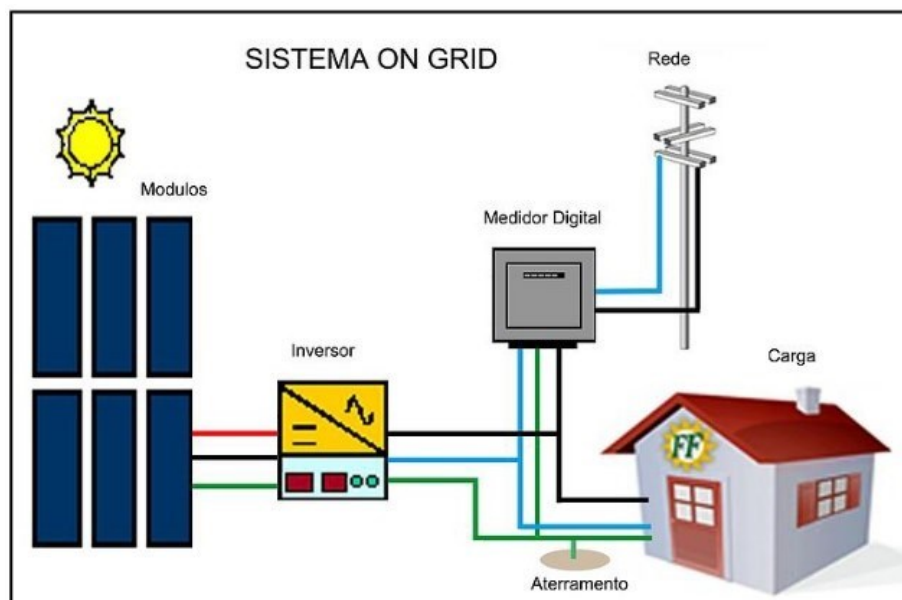 SISTEMA ON GRID
Rede
Modulos
Medidor Digital
Inversor
Carga
FF
Aterramento